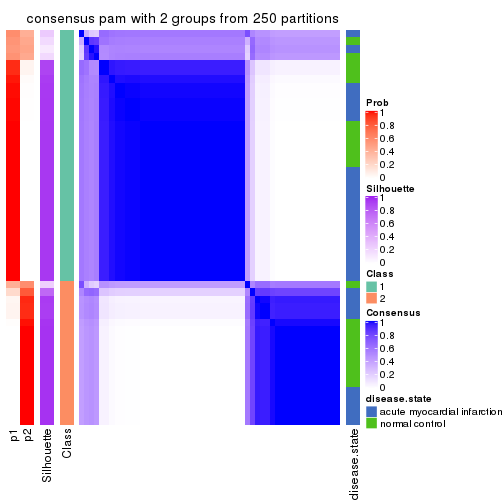 consensus pam with 2 groups from 250 partitions
Prob
1
0.8
0.6
0.4
0.2
0
Silhouette
1
0.8
0.6
0.4
0.2
0
Class
1
2
Consensus
1
0.8
0.6
0.4
0.2
0
disease.state
acute myocardial infarction
normal control
p1
p2
Silhouette
Class
disease.state